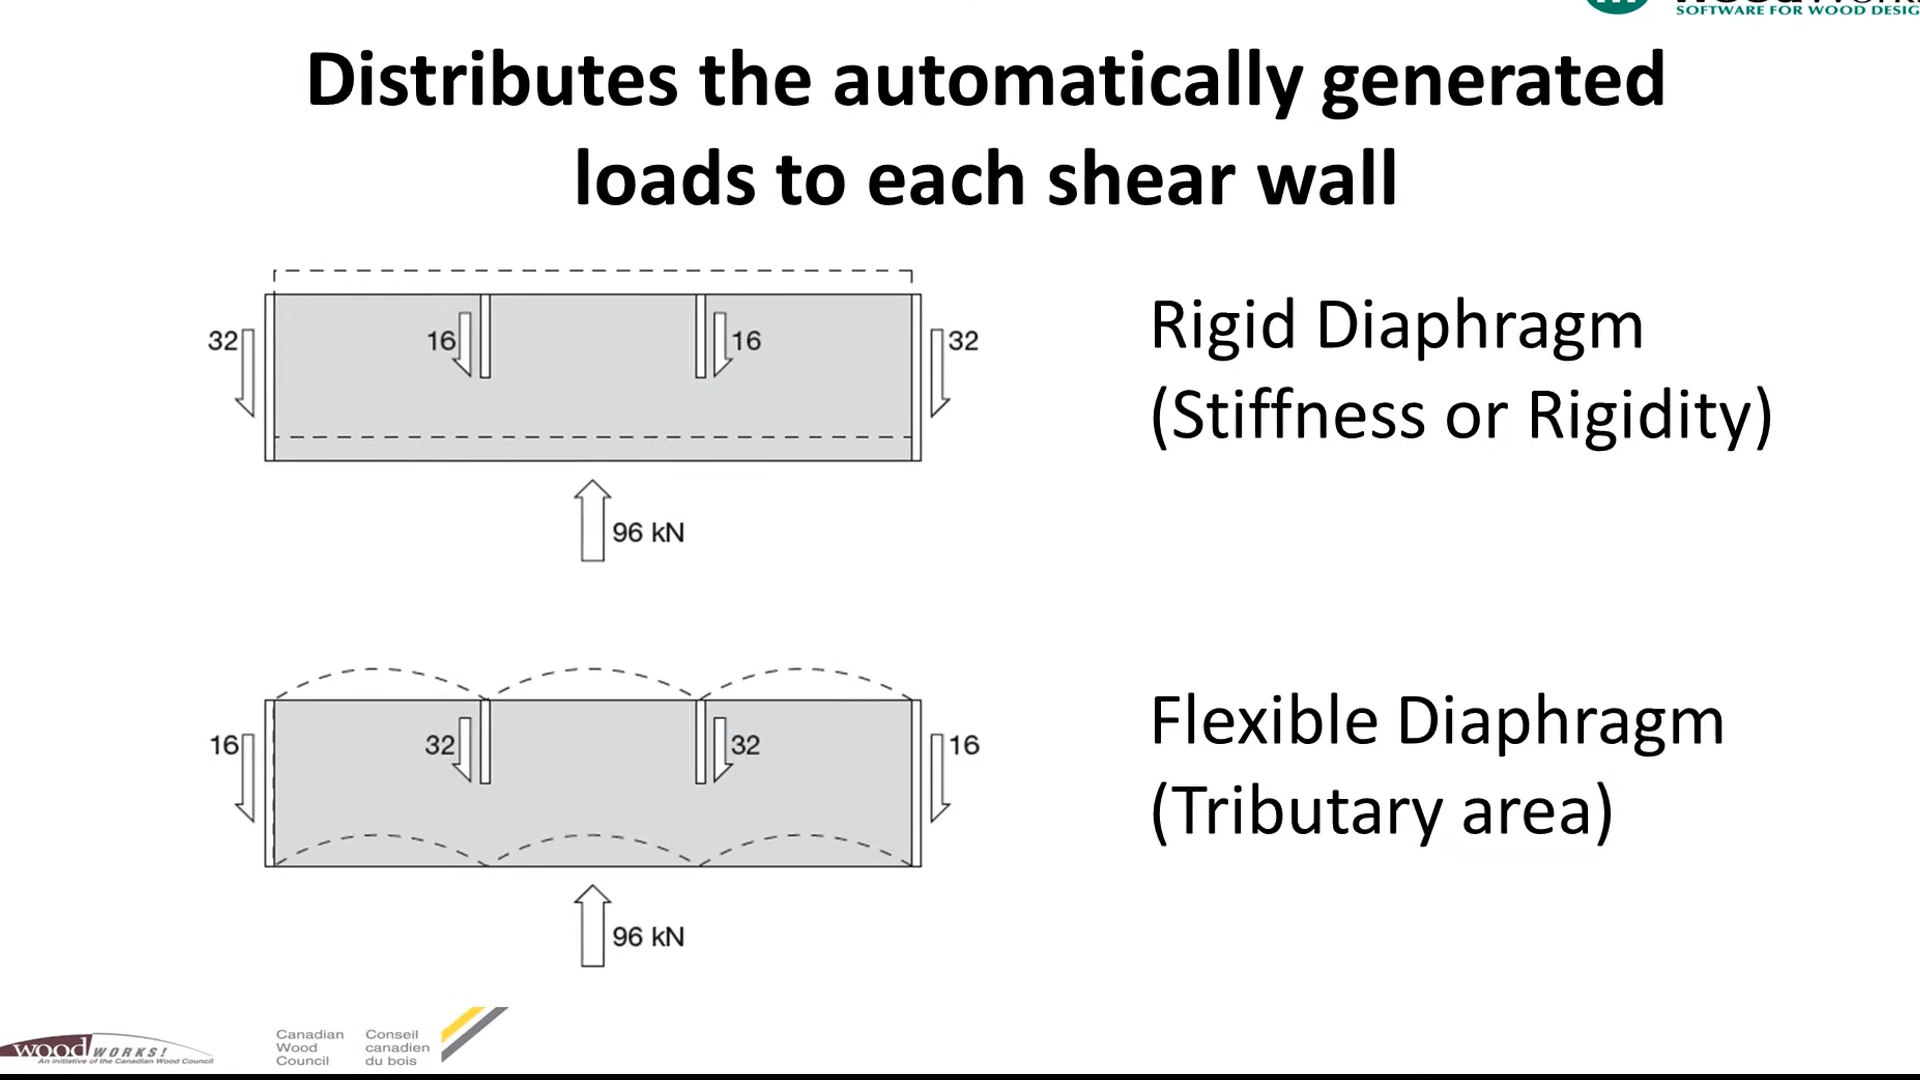 SOFTWARE FOR WOOD DESIG
Distributes the automatically generated
loads to each shear wall
32
16
16
32
Rigid Diaphragm
(Stiffness or Rigidity)
96 kN
16
32
32
16
Flexible Diaphragm
(Tributary area)
96 kN
wood WORKS!
An initiative of the Canadian Wood Council
Canadian
Wood
Council
Conseil
canadien
du bois